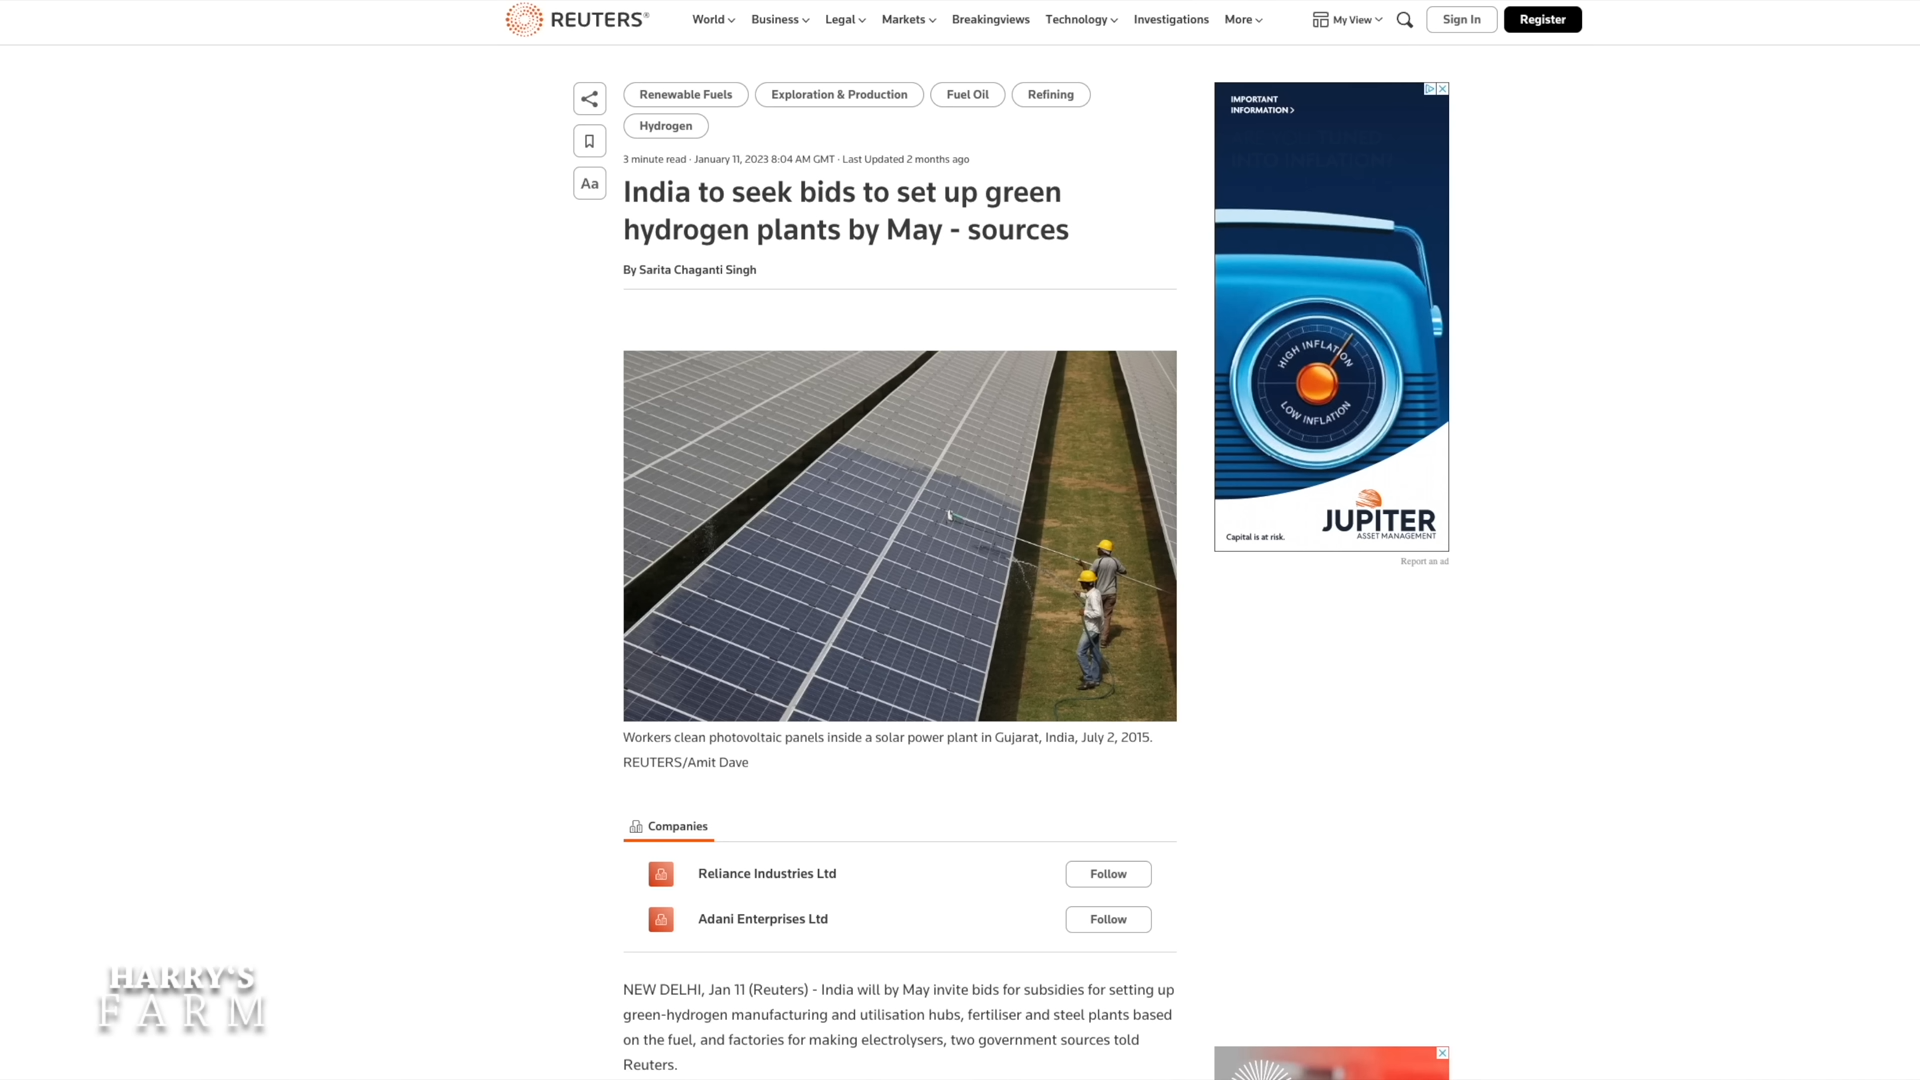 REUTERS®
World
Business
Legal
Markets
Breakingviews
Technology
Investigations
More
My View
Sign In
Register
Renewable Fuels
Exploration & Production
Fuel Oil
Refining
Hydrogen
3 minute read · January 11, 2023 8:04 AM GMT · Last Updated 2 months ago
Aa
India to seek bids to set up green
hydrogen plants by May - sources
By Sarita Chaganti Singh
Workers clean photovoltaic panels inside a solar power plant in Gujarat, India, July 2, 2015.
REUTERS/Amit Dave
Companies
Reliance Industries Ltd
Follow
Adani Enterprises Ltd
Follow
NEW DELHI, Jan 11 (Reuters) - India will by May invite bids for subsidies for setting up
green-hydrogen manufacturing and utilisation hubs, fertiliser and steel plants based
on the fuel, and factories for making electrolysers, two government sources told
Reuters.
IMPORTANT
INFORMATION >
TUNED
INTO INFLATION?
HIGH INFLATION
LOW INFLATION
JUPITER
ASSET MANAGEMENT
Capital is at risk.
Report an ad
HARRY'S
FARM